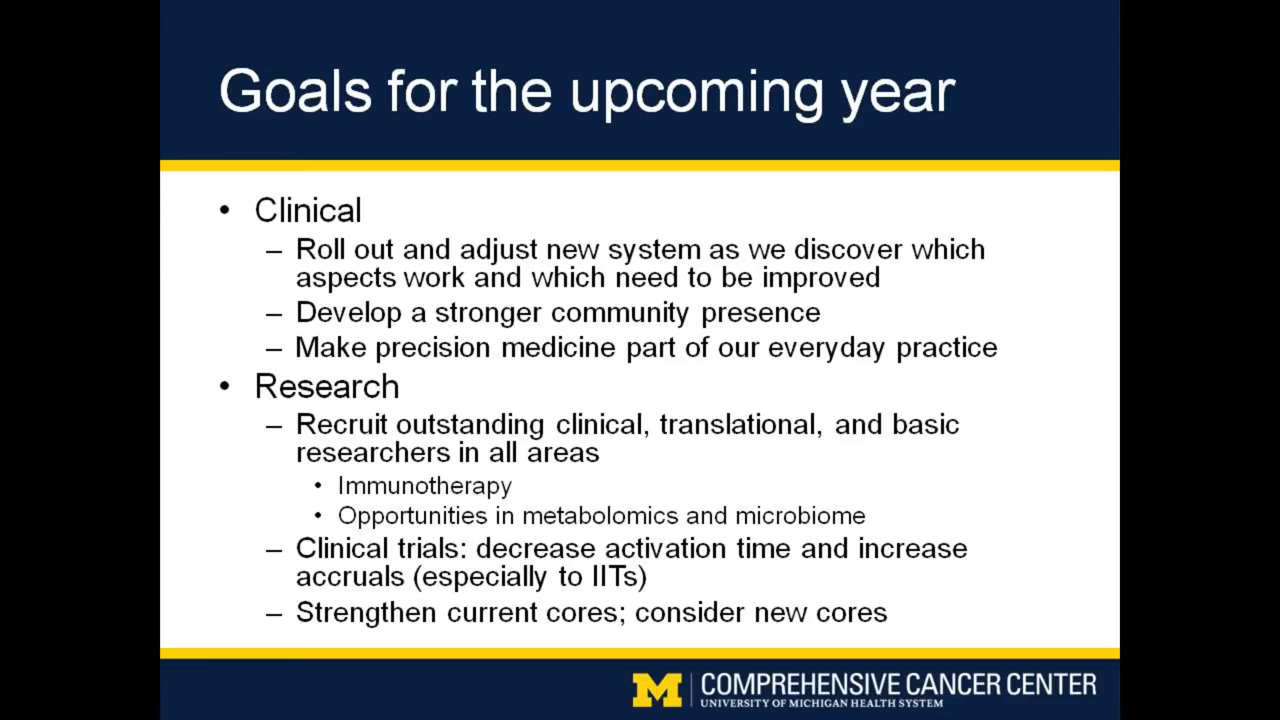 Goals for the upcoming year
• Clinical
– Roll out and adjust new system as we discover which
aspects work and which need to be improved
– Develop a stronger community presence
– Make precision medicine part of our everyday practice
• Research
– Recruit outstanding clinical, translational, and basic
researchers in all areas
• Immunotherapy
• Opportunities in metabolomics and microbiome
– Clinical trials: decrease activation time and increase
accruals (especially to IITs)
– Strengthen current cores; consider new cores
M COMPREHENSIVE CANCER CENTER
UNIVERSITY OF MICHIGAN HEALTH SYSTEM